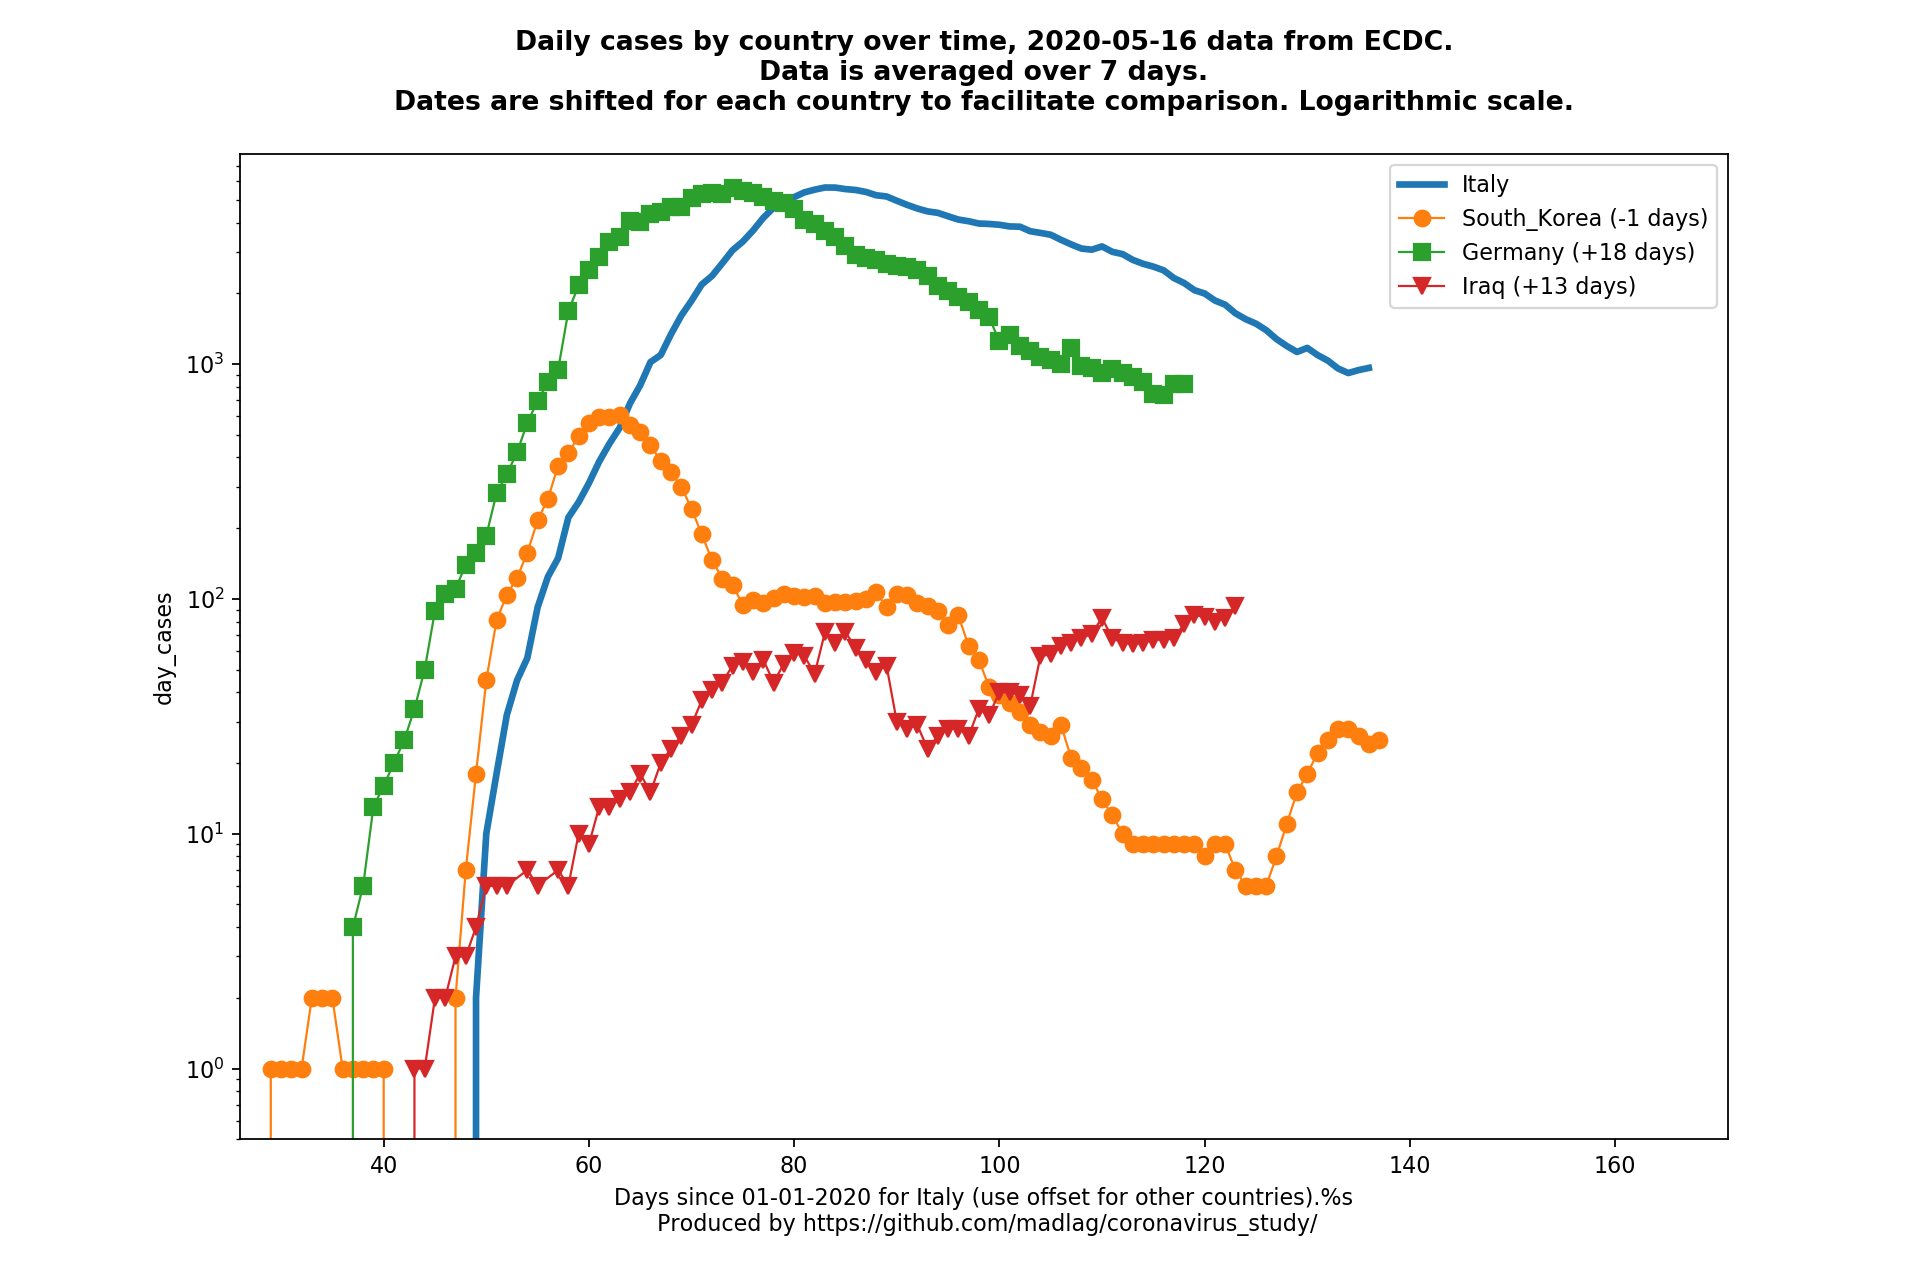 Daily cases by country over time, 2020-05-16 data from ECDC.
Data is averaged over 7 days.
Dates are shifted for each country to facilitate comparison. Logarithmic scale.
Italy
South_Korea (-1 days)
Germany (+18 days)
Iraq (+13 days)
day_cases
10³
10²
10¹
10⁰
40 60 80 100 120 140 160
Days since 01-01-2020 for Italy (use offset for other countries).%s
Produced by https://github.com/madlag/coronavirus_study/